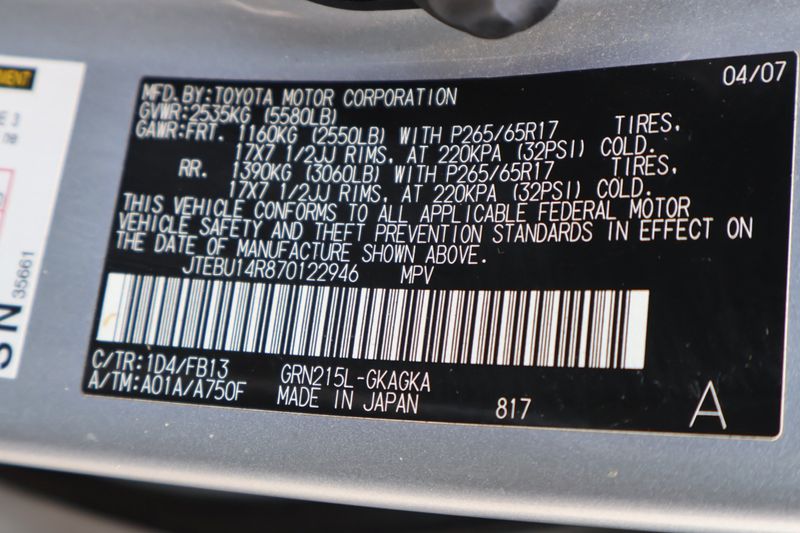 MENT
E 3
08
SN
35661
04/07
MFD.BY:TOYOTA MOTOR CORPORATION
GVWR:2535KG (5580LB)
GAWR:FRT. 1160KG (2550LB) WITH P265/65R17 TIRES,
17X7 1/2JJ RIMS, AT 220KPA (32PSI) COLD.
RR. 1390KG (3060LB) WITH P265/65R17 TIRES,
17X7 1/2JJ RIMS, AT 220KPA (32PSI) COLD.
THIS VEHICLE CONFORMS TO ALL APPLICABLE FEDERAL MOTOR
VEHICLE SAFETY AND THEFT PREVENTION STANDARDS IN EFFECT ON
THE DATE OF MANUFACTURE SHOWN ABOVE.
JTEBU14R870122946 MPV
C/TR:1D4/FB13 GRN215L-GKAGKA
A/TM:A01A/A750F MADE IN JAPAN 817 A